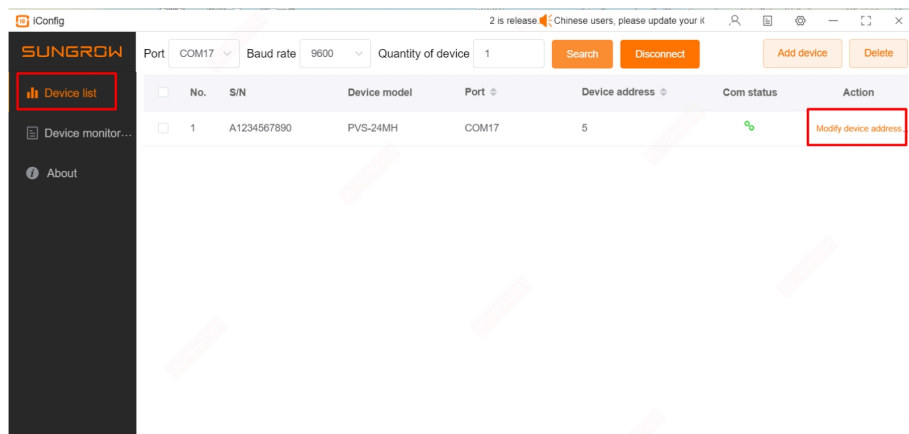 iConfig
2 is release Chinese users, please update your i
SUNGROW
Port COM17 Baud rate 9600 Quantity of device 1 Search Disconnect Add device Delete
Device list
No. S/N Device model Port Device address Com status Action
1 A1234567890 PVS-24MH COM17 5 Modify device address..
Device monitor...
About